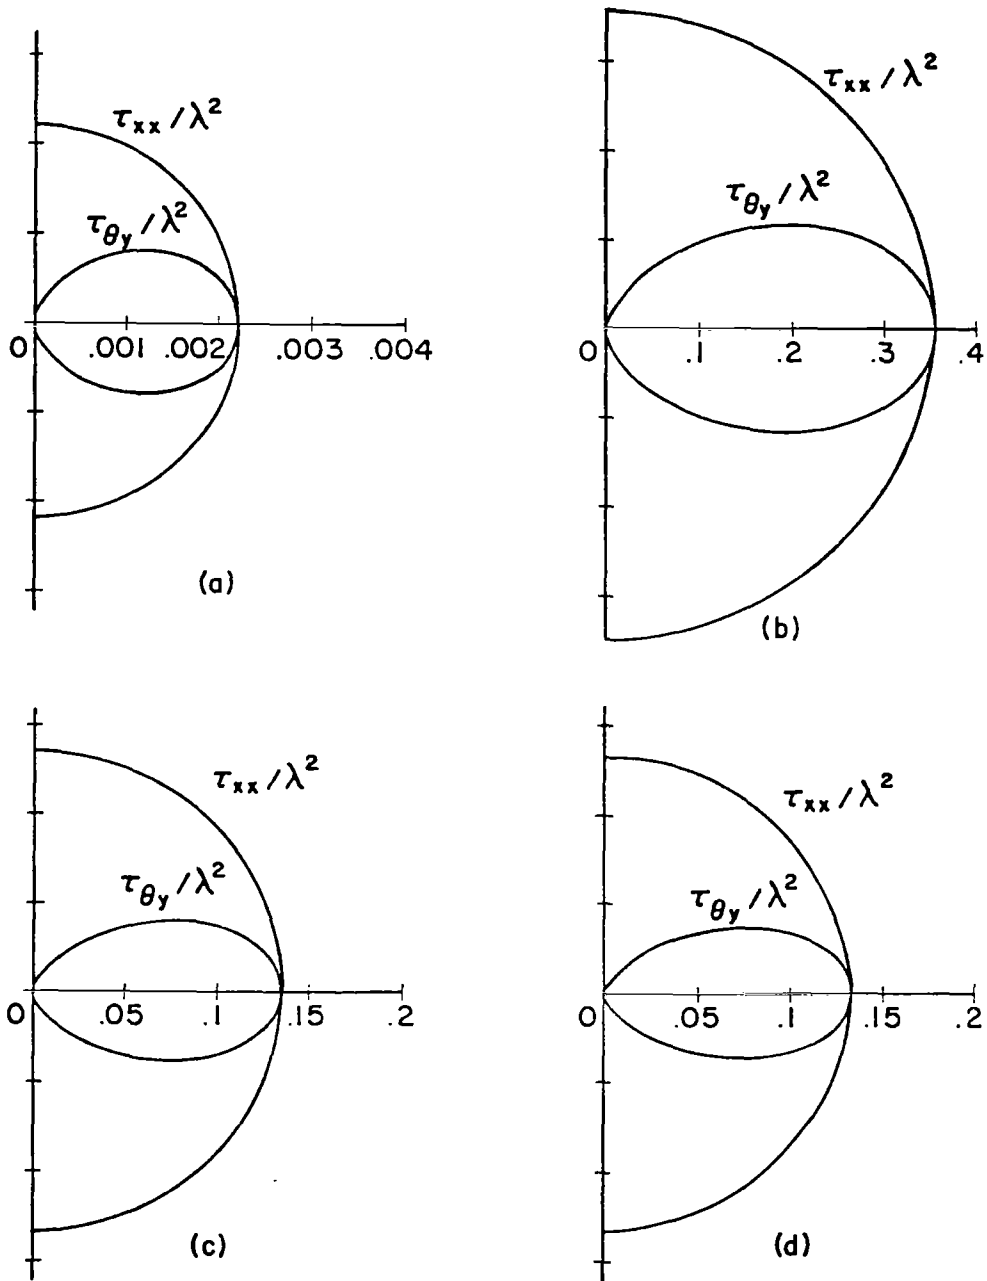 τxx/λ²
τθy/λ²
0 .001 .002 .003 .004
(a)
τxx/λ²
τθy/λ²
0 .1 .2 .3 .4
(b)
τxx/λ²
τθy/λ²
0 .05 .1 .15 .2
(c)
τxx/λ²
τθy/λ²
0 .05 .1 .15 .2
(d)